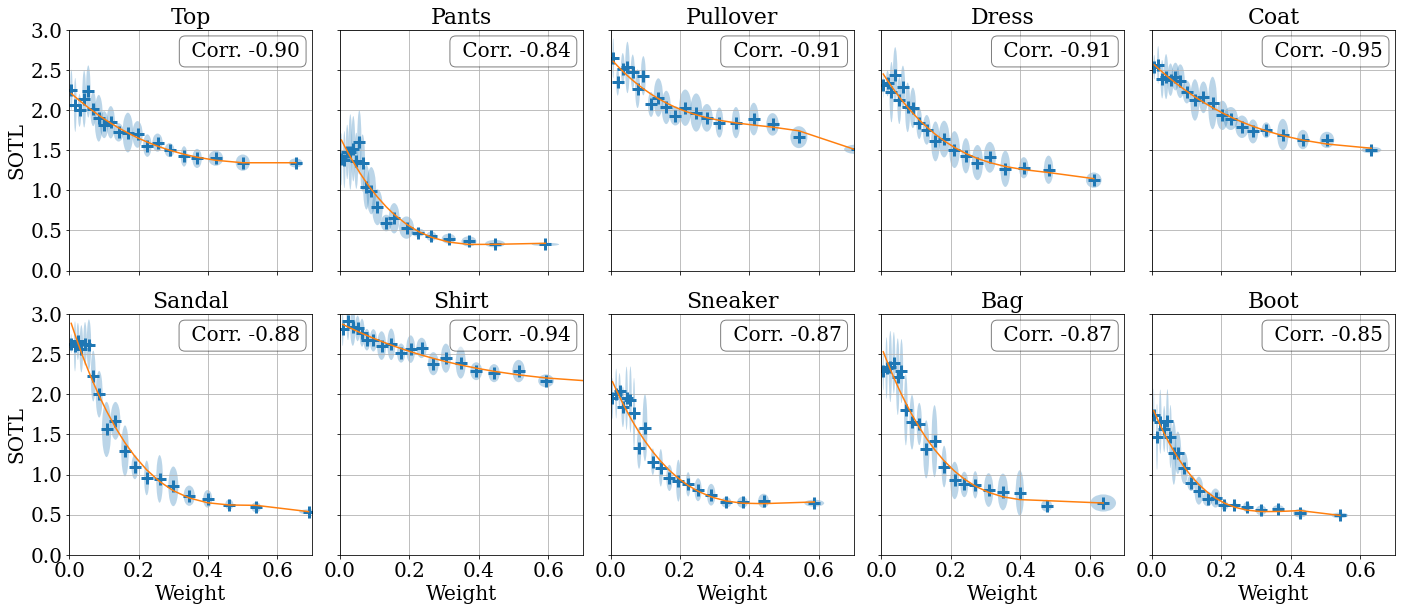 Top Pants Pullover Dress Coat
Corr. -0.90 Corr. -0.84 Corr. -0.91 Corr. -0.91 Corr. -0.95
SOTL
3.0
2.5
2.0
1.5
1.0
0.5
0.0
Sandal Shirt Sneaker Bag Boot
Corr. -0.88 Corr. -0.94 Corr. -0.87 Corr. -0.87 Corr. -0.85
SOTL
3.0
2.5
2.0
1.5
1.0
0.5
0.0
0.0 0.2 0.4 0.6 0.0 0.2 0.4 0.6 0.0 0.2 0.4 0.6 0.0 0.2 0.4 0.6 0.0 0.2 0.4 0.6
Weight Weight Weight Weight Weight